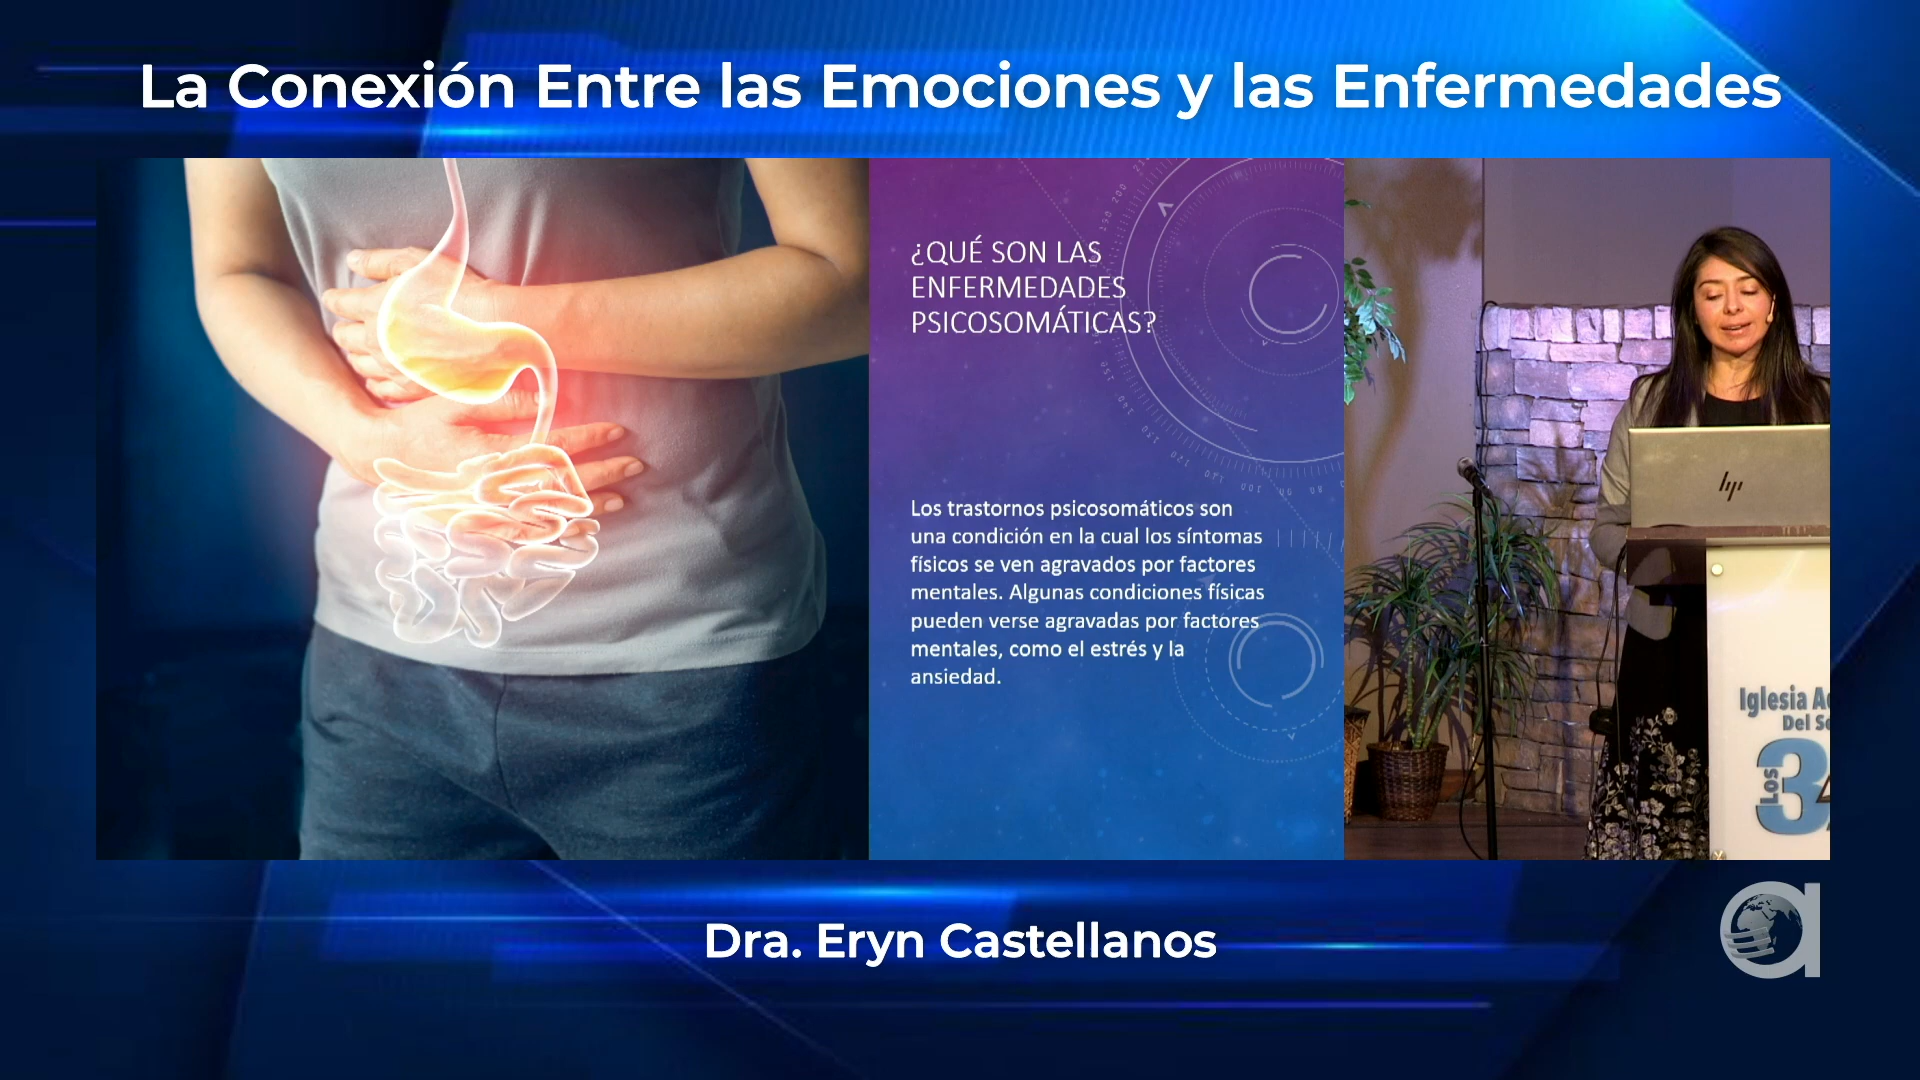 La Conexión Entre las Emociones y las Enfermedades
¿QUÉ SON LAS
ENFERMEDADES
PSICOSOMÁTICAS?
Los trastornos psicosomáticos son
una condición en la cual los síntomas
físicos se ven agravados por factores
mentales. Algunas condiciones físicas
pueden verse agravadas por factores
mentales, como el estrés y la
ansiedad.
hp
Iglesia
Del
Los 3
Dra. Eryn Castellanos